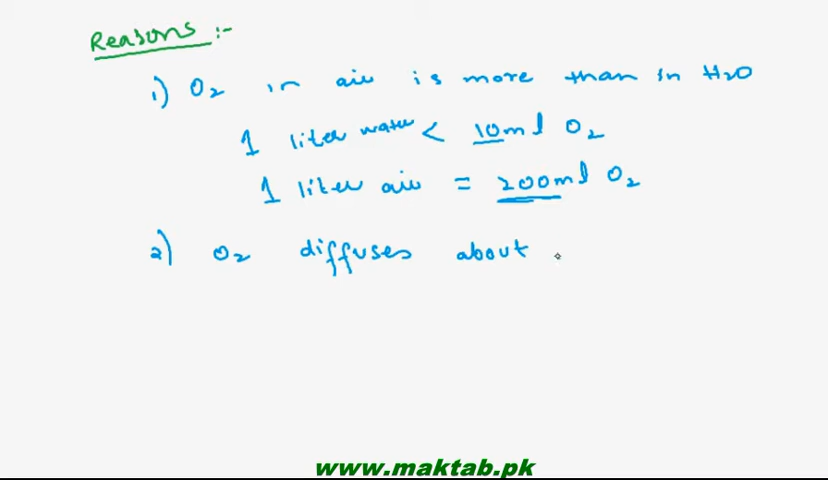 Reasons :-
1) O2 in air is more than in H2O
1 liter water < 10ml O2
1 liter air = 200ml O2
2) O2 diffuses about
www.maktab.pk